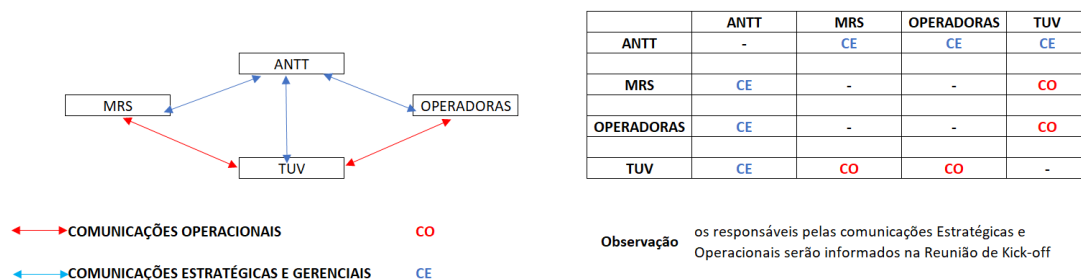 ANTT
MRS
OPERADORAS
TUV
COMUNICAÇÕES OPERACIONAIS CO
COMUNICAÇÕES ESTRATÉGICAS E GERENCIAIS CE
ANTT MRS OPERADORAS TUV
ANTT - CE CE CE
MRS CE - - CO
OPERADORAS CE - - CO
TUV CE CO CO -
Observação
os responsáveis pelas comunicações Estratégicas e
Operacionais serão informados na Reunião de Kick-off